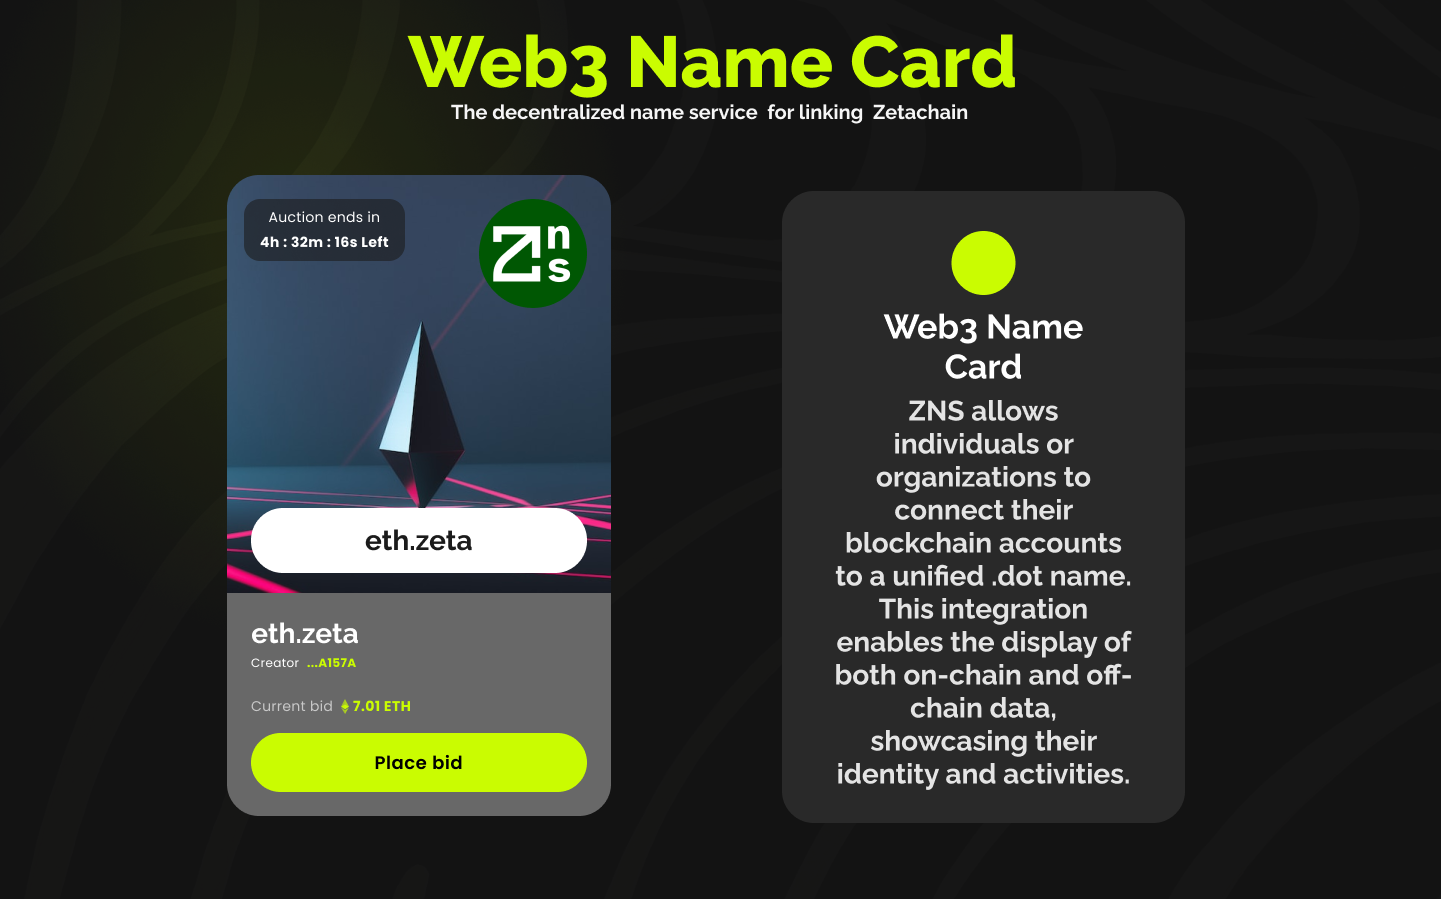 Web3 Name Card
The decentralized name service for linking Zetachain
Auction ends in
4h : 32m : 16s Left
Zns
eth.zeta
eth.zeta
Creator ...A157A
Current bid 7.01 ETH
Place bid
Web3 Name
Card
ZNS allows
individuals or
organizations to
connect their
blockchain accounts
to a unified .dot name.
This integration
enables the display of
both on-chain and off-
chain data,
showcasing their
identity and activities.